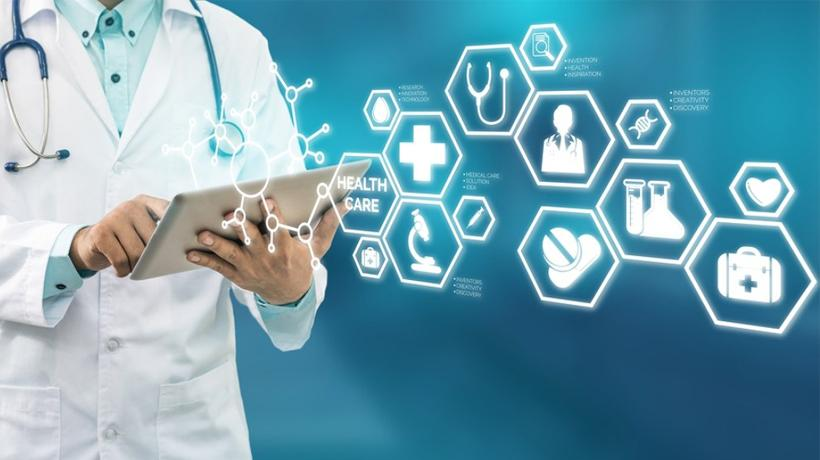 • RESEARCH
• INNOVATION
• TECHNOLOGY
• INVENTION
• HEALTH
• INSPIRATION
• INVENTORS
• CREATIVITY
• DISCOVERY
HEALTH
CARE
• MEDICAL CARE
• SOLUTION
• IDEA
• INVENTORS
• CREATIVITY
• DISCOVERY